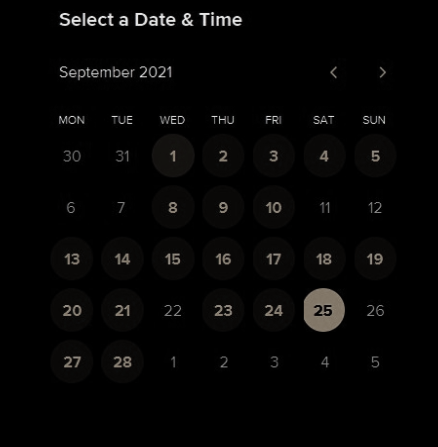 Select a Date & Time
September 2021
MON TUE WED THU FRI SAT SUN
30 31 1 2 3 4 5
6 7 8 9 10 11 12
13 14 15 16 17 18 19
20 21 22 23 24 25 26
27 28 1 2 3 4 5